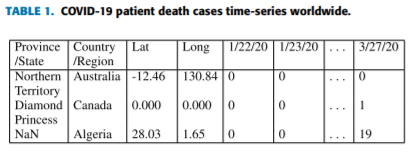 TABLE 1. COVID-19 patient death cases time-series worldwide.
Province /State Country /Region Lat Long 1/22/20 1/23/20 ... 3/27/20
Northern Territory Australia -12.46 130.84 0 0 ... 0
Diamond Princess Canada 0.000 0.000 0 0 ... 1
NaN Algeria 28.03 1.65 0 0 ... 19